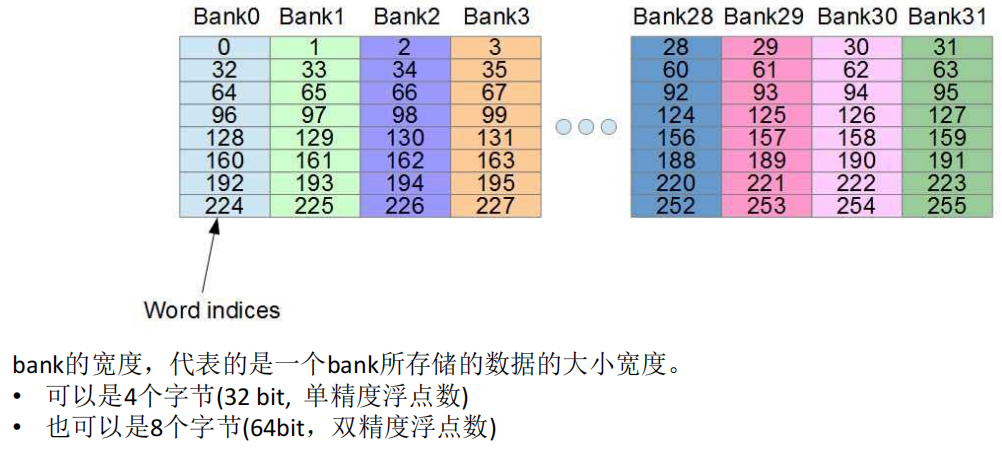 Bank0 Bank1 Bank2 Bank3 Bank28 Bank29 Bank30 Bank31
0 1 2 3 28 29 30 31
32 33 34 35 60 61 62 63
64 65 66 67 92 93 94 95
96 97 98 99 124 125 126 127
128 129 130 131 156 157 158 159
160 161 162 163 188 189 190 191
192 193 194 195 220 221 222 223
224 225 226 227 252 253 254 255
Word indices
bank的宽度，代表的是一个bank所存储的数据的大小宽度。
• 可以是4个字节(32 bit, 单精度浮点数)
• 也可以是8个字节(64bit，双精度浮点数)